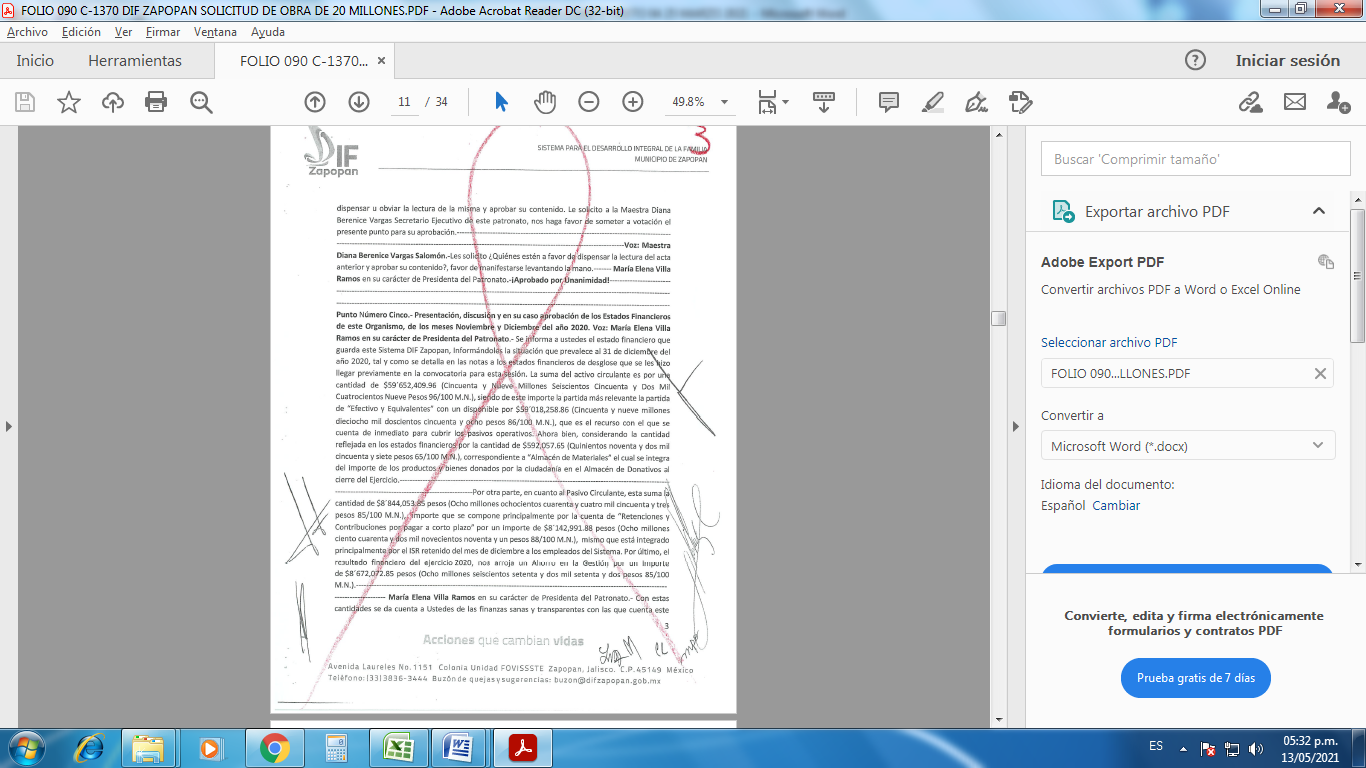 FOLIO 090 C-1370 DIF ZAPOPAN SOLICITUD DE OBRA DE 20 MILLONES.PDF - Adobe Acrobat Reader DC (32-bit)
Archivo Edición Ver Firmar Ventana Ayuda
Inicio Herramientas FOLIO 090 C-1370... × Iniciar sesión
11 / 34 49.8%
3
DIF
Zapopan
SISTEMA PARA EL DESARROLLO INTEGRAL DE LA FAMILIA
MUNICIPIO DE ZAPOPAN
dispensar u obviar la lectura de la misma y aprobar su contenido. Le solicito a la Maestra Diana
Berenice Vargas Secretario Ejecutivo de este patronato, nos haga favor de someter a votación el
presente punto para su aprobación.-
-Voz: Maestra
Diana Berenice Vargas Salomón.-Les solicito ¿Quiénes estén a favor de dispensar la lectura del acta
anterior y aprobar su contenido?, favor de manifestarse levantando la mano.------- María Elena Villa
Ramos en su carácter de Presidenta del Patronato.-¡Aprobado por Unanimidad!-
Punto Número Cinco.- Presentación, discusión y en su caso aprobación de los Estados Financieros
de este Organismo, de los meses Noviembre y Diciembre del año 2020. Voz: María Elena Villa
Ramos en su carácter de Presidenta del Patronato.- Se informa a ustedes el estado financiero que
guarda este Sistema DIF Zapopan, Informándoles la situación que prevalece al 31 de diciembre del
año 2020, tal y como se detalla en las notas a los estados financieros de desglose que se les hizo
llegar previamente en la convocatoria para esta sesión. La suma del activo circulante es por una
cantidad de $59´652,409.96 (Cincuenta y Nueve Millones Seiscientos Cincuenta y Dos Mil
Cuatrocientos Nueve Pesos 96/100 M.N.), siendo de este importe la partida más relevante la partida
de "Efectivo y Equivalentes" con un disponible por $59´018,258.86 (Cincuenta y nueve millones
dieciocho mil doscientos cincuenta y ocho pesos 86/100 M.N.), que es el recurso con el que se
cuenta de inmediato para cubrir los pasivos operativos. Ahora bien, considerando la cantidad
reflejada en los estados financieros por la cantidad de $592,057.65 (Quinientos noventa y dos mil
cincuenta y siete pesos 65/100 M.N.), correspondiente a "Almacén de Materiales" el cual se integra
del importe de los productos y bienes donados por la ciudadanía en el Almacén de Donativos al
cierre del Ejercicio.-
-Por otra parte, en cuanto al Pasivo Circulante, esta suma la
cantidad de $8´844,053.85 pesos (Ocho millones ochocientos cuarenta y cuatro mil cincuenta y tres
pesos 85/100 M.N.), importe que se compone principalmente por la cuenta de "Retenciones y
Contribuciones por pagar a corto plazo" por un importe de $8´142,991.88 pesos (Ocho millones
ciento cuarenta y dos mil novecientos noventa y un pesos 88/100 M.N.), mismo que está integrado
principalmente por el ISR retenido del mes de diciembre a los empleados del Sistema. Por último, el
resultado financiero del ejercicio 2020, nos arroja un Ahorro en la Gestión por un importe
de $8´672,072.85 pesos (Ocho millones seiscientos setenta y dos mil setenta y dos pesos 85/100
M.N.).-
- María Elena Villa Ramos en su carácter de Presidenta del Patronato.- Con estas
cantidades se da cuenta a Ustedes de las finanzas sanas y transparentes con las que cuenta este
3
Acciones que cambian vidas
Avenida Laureles No. 1151 Colonia Unidad FOVISSSTE Zapopan, Jalisco. C.P. 45149 México
Teléfono: (33)3836-3444 Buzón de quejas y sugerencias: buzon@difzapopan.gob.mx
Buscar 'Comprimir tamaño'
Exportar archivo PDF
Adobe Export PDF
Convertir archivos PDF a Word o Excel Online
Seleccionar archivo PDF
FOLIO 090...LLONES.PDF
Convertir a
Microsoft Word (*.docx)
Idioma del documento:
Español Cambiar
Convierte, edita y firma electrónicamente
formularios y contratos PDF
Prueba gratis de 7 días
ES
05:32 p.m.
13/05/2021